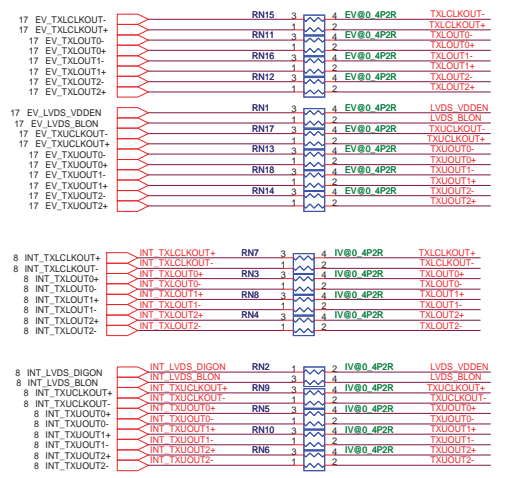 17 EV_TXLCLKOUT- RN15 3 4 EV@0_4P2R TXLCLKOUT-
17 EV_TXLCLKOUT+ 1 2 TXLCLKOUT+
17 EV_TXLOUT0- RN11 3 4 EV@0_4P2R TXLOUT0-
17 EV_TXLOUT0+ 1 2 TXLOUT0+
17 EV_TXLOUT1- RN16 3 4 EV@0_4P2R TXLOUT1-
17 EV_TXLOUT1+ 1 2 TXLOUT1+
17 EV_TXLOUT2- RN12 3 4 EV@0_4P2R TXLOUT2-
17 EV_TXLOUT2+ 1 2 TXLOUT2+
17 EV_LVDS_VDDEN RN1 3 4 EV@0_4P2R LVDS_VDDEN
17 EV_LVDS_BLON 1 2 LVDS_BLON
17 EV_TXUCLKOUT- RN17 3 4 EV@0_4P2R TXUCLKOUT-
17 EV_TXUCLKOUT+ 1 2 TXUCLKOUT+
17 EV_TXUOUT0- RN13 3 4 EV@0_4P2R TXUOUT0-
17 EV_TXUOUT0+ 1 2 TXUOUT0+
17 EV_TXUOUT1- RN18 3 4 EV@0_4P2R TXUOUT1-
17 EV_TXUOUT1+ 1 2 TXUOUT1+
17 EV_TXUOUT2- RN14 3 4 EV@0_4P2R TXUOUT2-
17 EV_TXUOUT2+ 1 2 TXUOUT2+
8 INT_TXLCLKOUT+ INT_TXLCLKOUT+ RN7 3 4 IV@0_4P2R TXLCLKOUT+
8 INT_TXLCLKOUT- INT_TXLCLKOUT- 1 2 TXLCLKOUT-
8 INT_TXLOUT0+ INT_TXLOUT0+ RN3 3 4 IV@0_4P2R TXLOUT0+
8 INT_TXLOUT0- INT_TXLOUT0- 1 2 TXLOUT0-
8 INT_TXLOUT1+ INT_TXLOUT1+ RN8 3 4 IV@0_4P2R TXLOUT1+
8 INT_TXLOUT1- INT_TXLOUT1- 1 2 TXLOUT1-
8 INT_TXLOUT2+ INT_TXLOUT2+ RN4 3 4 IV@0_4P2R TXLOUT2+
8 INT_TXLOUT2- INT_TXLOUT2- 1 2 TXLOUT2-
8 INT_LVDS_DIGON INT_LVDS_DIGON RN2 1 2 IV@0_4P2R LVDS_VDDEN
8 INT_LVDS_BLON INT_LVDS_BLON 3 4 LVDS_BLON
8 INT_TXUCLKOUT+ INT_TXUCLKOUT+ RN9 3 4 IV@0_4P2R TXUCLKOUT+
8 INT_TXUCLKOUT- INT_TXUCLKOUT- 1 2 TXUCLKOUT-
8 INT_TXUOUT0+ INT_TXUOUT0+ RN5 3 4 IV@0_4P2R TXUOUT0+
8 INT_TXUOUT0- INT_TXUOUT0- 1 2 TXUOUT0-
8 INT_TXUOUT1+ INT_TXUOUT1+ RN10 3 4 IV@0_4P2R TXUOUT1+
8 INT_TXUOUT1- INT_TXUOUT1- 1 2 TXUOUT1-
8 INT_TXUOUT2+ INT_TXUOUT2+ RN6 3 4 IV@0_4P2R TXUOUT2+
8 INT_TXUOUT2- INT_TXUOUT2- 1 2 TXUOUT2-